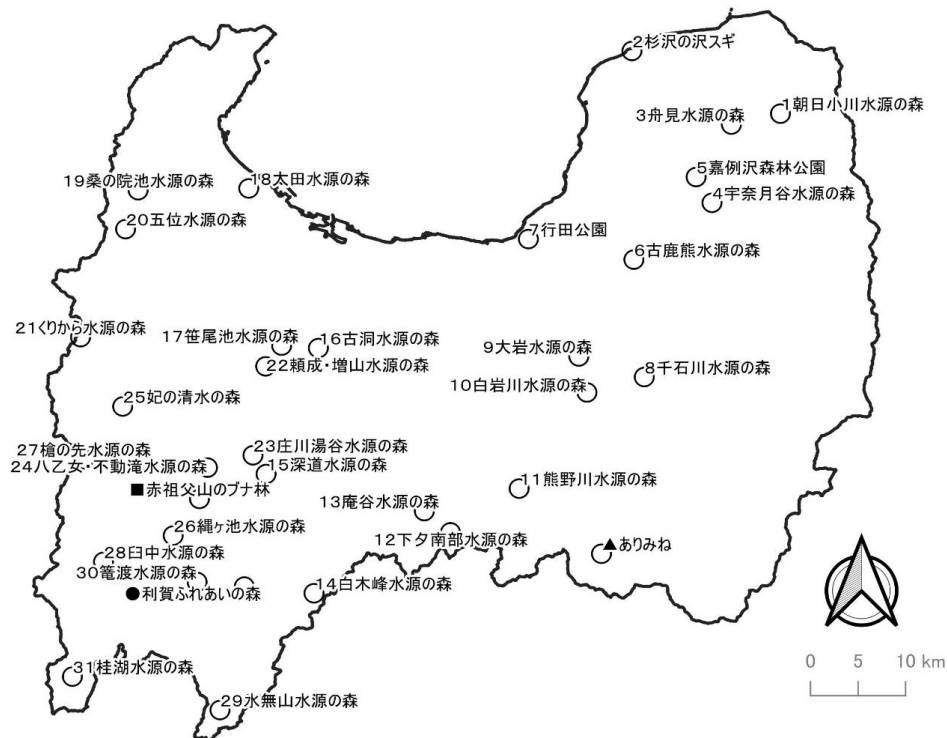 2杉沢の沢スギ
1朝日小川水源の森
3舟見水源の森
5嘉例沢森林公園
4宇奈月谷水源の森
19桑の院池水源の森
18太田水源の森
20五位水源の森
7行田公園
6古鹿熊水源の森
21くりから水源の森
17笹尾池水源の森
16古洞水源の森
22頼成・増山水源の森
9大岩水源の森
8千石川水源の森
10白岩川水源の森
25妃の清水の森
27槍の先水源の森
23庄川湯谷水源の森
24八乙女・不動滝水源の森
15深道水源の森
■赤祖父山のブナ林
11熊野川水源の森
13庵谷水源の森
26縄ヶ池水源の森
12下夕南部水源の森
▲ありみね
28臼中水源の森
30篭渡水源の森
●利賀ふれあいの森
14白木峰水源の森
31桂湖水源の森
29水無山水源の森
0 5 10 km